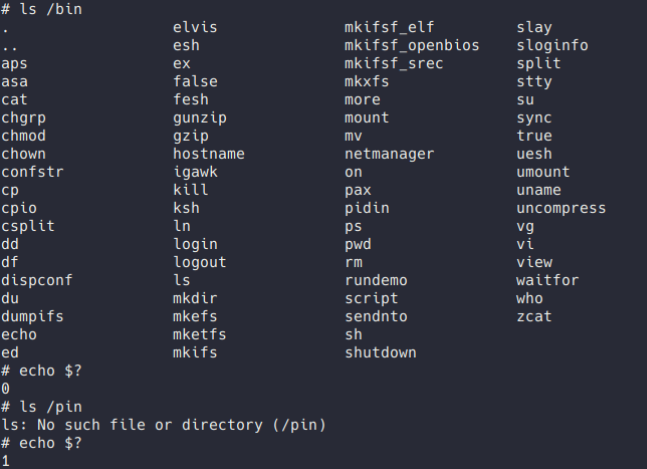 # ls /bin
. elvis mkifsf_elf slay
.. esh mkifsf_openbios sloginfo
aps ex mkifsf_srec split
asa false mkxfs stty
cat fesh more su
chgrp gunzip mount sync
chmod gzip mv true
chown hostname netmanager uesh
confstr igawk on umount
cp kill pax uname
cpio ksh pidin uncompress
csplit ln ps vg
dd login pwd vi
df logout rm view
dispconf ls rundemo waitfor
du mkdir script who
dumpifs mkefs sendnto zcat
echo mketfs sh
ed mkifs shutdown
# echo $?
0
# ls /pin
ls: No such file or directory (/pin)
# echo $?
1